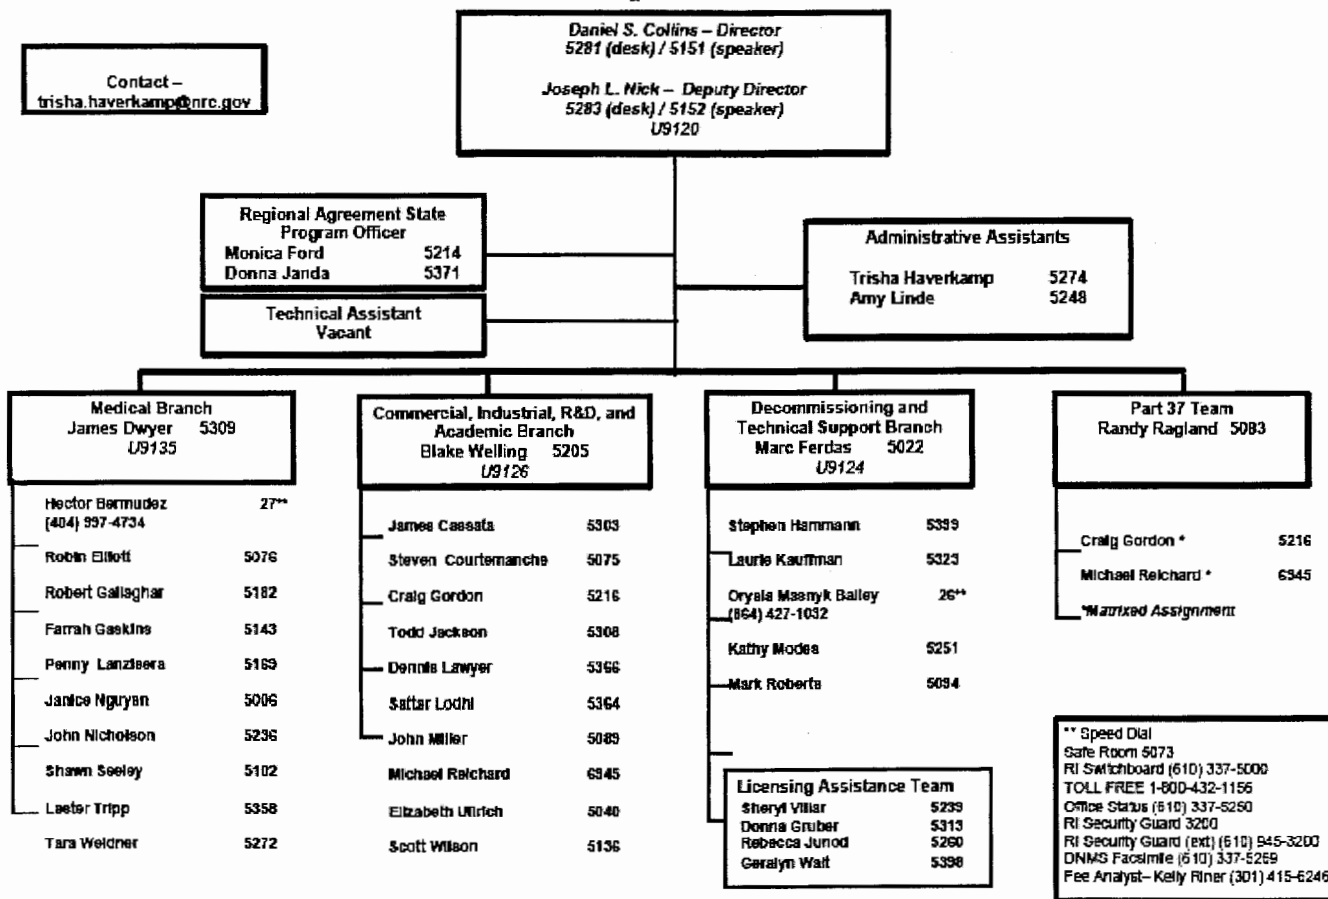 Daniel S. Collins – Director
5281 (desk) / 5151 (speaker)
Joseph L. Nick – Deputy Director
5283 (desk) / 5152 (speaker)
U9120
Contact –
trisha.haverkamp@nrc.gov
Regional Agreement State
Program Officer
Monica Ford 5214
Donna Janda 5371
Technical Assistant
Vacant
Administrative Assistants
Trisha Haverkamp 5274
Amy Linde 5248
Medical Branch
James Dwyer 5309
U9135
Hector Bermudez 27**
(404) 997-4734
Robin Elliott 5076
Robert Gallaghar 5182
Farrah Gaskins 5143
Penny Lanzisera 5169
Janice Nguyen 5006
John Nicholson 5236
Shawn Seeley 5102
Lester Tripp 5358
Tara Weidner 5272
Commercial, Industrial, R&D, and
Academic Branch
Blake Welling 5205
U9126
James Cassata 5303
Steven Courtemanche 5075
Craig Gordon 5216
Todd Jackson 5308
Dennis Lawyer 5366
Sattar Lodhi 5364
John Miller 5089
Michael Reichard 6945
Elizabeth Ullrich 5040
Scott Wilson 5136
Decommissioning and
Technical Support Branch
Marc Ferdas 5022
U9124
Stephen Hammann 5399
Laurie Kauffman 5323
Orysia Masnyk Bailey 26**
(864) 427-1032
Kathy Modes 5251
Mark Roberts 5094
Licensing Assistance Team
Sheryl Villar 5239
Donna Gruber 5313
Rebecca Junod 5260
Geralyn Wait 5398
Part 37 Team
Randy Ragland 5083
Craig Gordon * 5216
Michael Reichard * 6945
*Matrixed Assignment
** Speed Dial
Safe Room 5073
RI Switchboard (610) 337-5000
TOLL FREE 1-800-432-1156
Office Status (610) 337-5250
RI Security Guard 3200
RI Security Guard (ext) (610) 945-3200
DNMS Facsimile (610) 337-5269
Fee Analyst– Kelly Riner (301) 415-6246